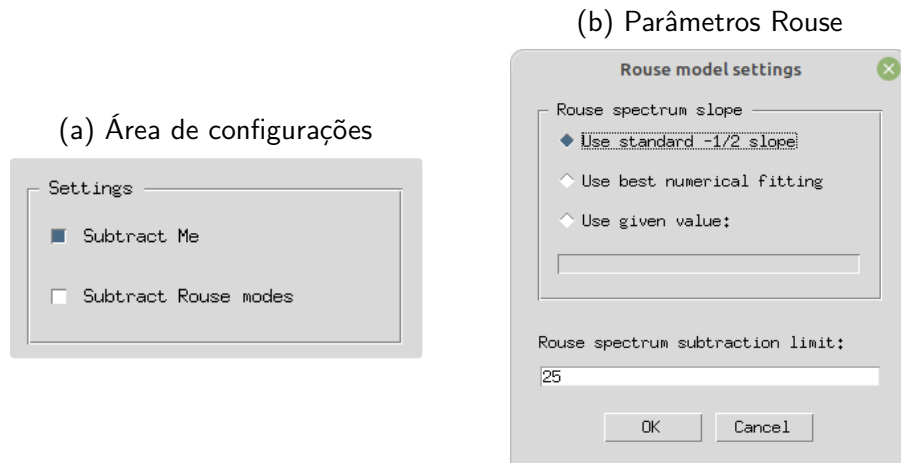 (a) Área de configurações
Settings
Subtract Me
Subtract Rouse modes
(b) Parâmetros Rouse
Rouse model settings
Rouse spectrum slope
Use standard -1/2 slope
Use best numerical fitting
Use given value:
Rouse spectrum subtraction limit:
25
OK Cancel